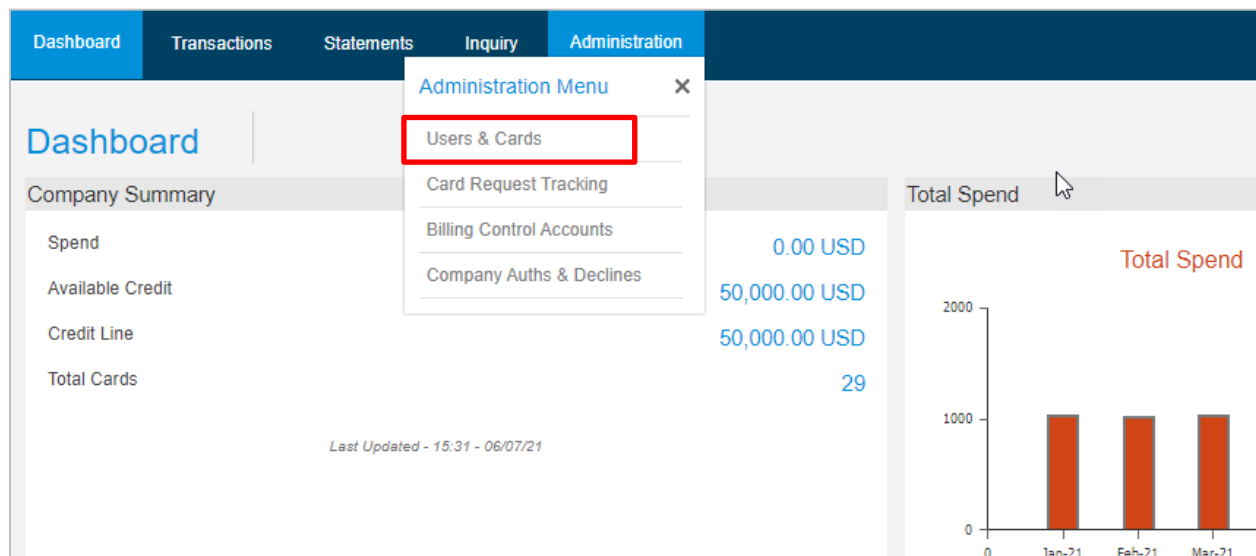 Dashboard Transactions Statements Inquiry Administration
Administration Menu
Users & Cards
Card Request Tracking
Billing Control Accounts
Company Auths & Declines
Dashboard
Company Summary
Spend 0.00 USD
Available Credit 50,000.00 USD
Credit Line 50,000.00 USD
Total Cards 29
Last Updated - 15:31 - 06/07/21
Total Spend
Total Spend
2000
1000
0
0 Jan-21 Feb-21 Mar-21